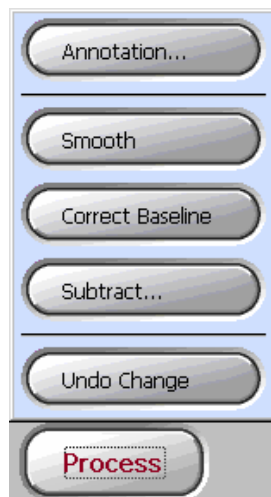 Annotation...
Smooth
Correct Baseline
Subtract...
Undo Change
Process